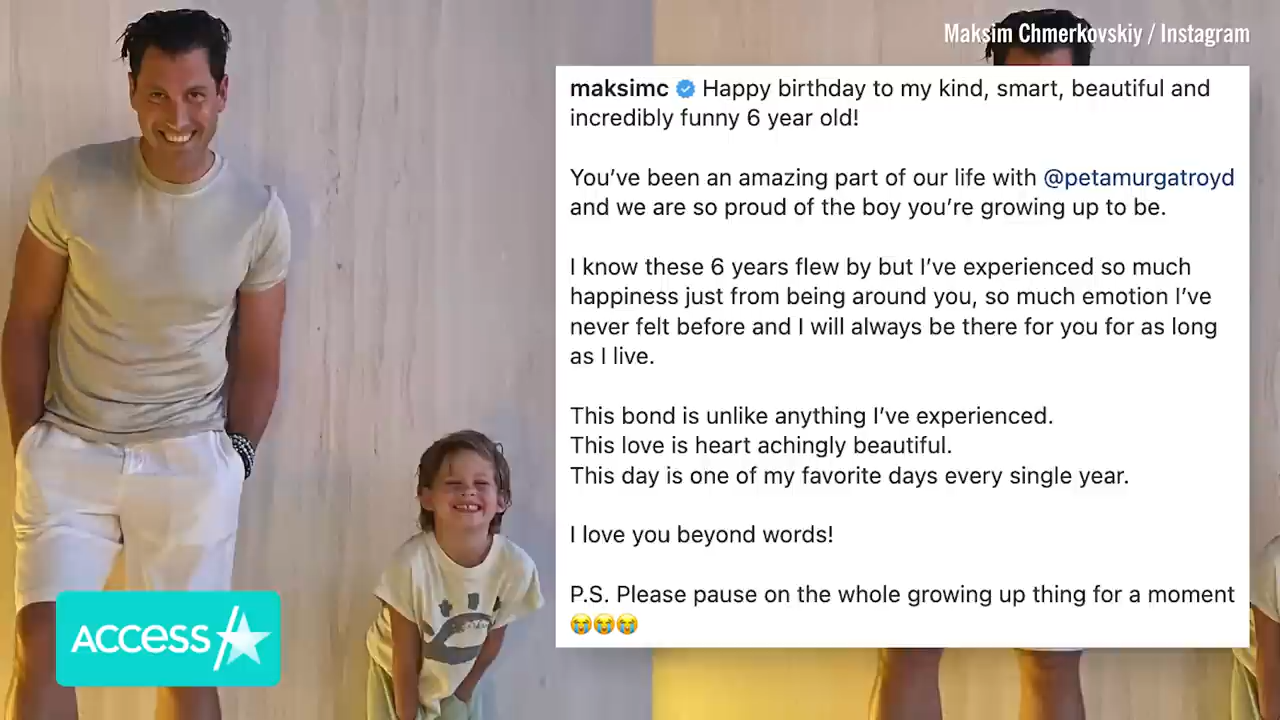 Maksim Chmerkovskiy / Instagram
maksimc Happy birthday to my kind, smart, beautiful and
incredibly funny 6 year old!
You’ve been an amazing part of our life with @petamurgatroyd
and we are so proud of the boy you’re growing up to be.
I know these 6 years flew by but I’ve experienced so much
happiness just from being around you, so much emotion I’ve
never felt before and I will always be there for you for as long
as I live.
This bond is unlike anything I’ve experienced.
This love is heart achingly beautiful.
This day is one of my favorite days every single year.
I love you beyond words!
P.S. Please pause on the whole growing up thing for a moment
😭😭😭
ACCESS